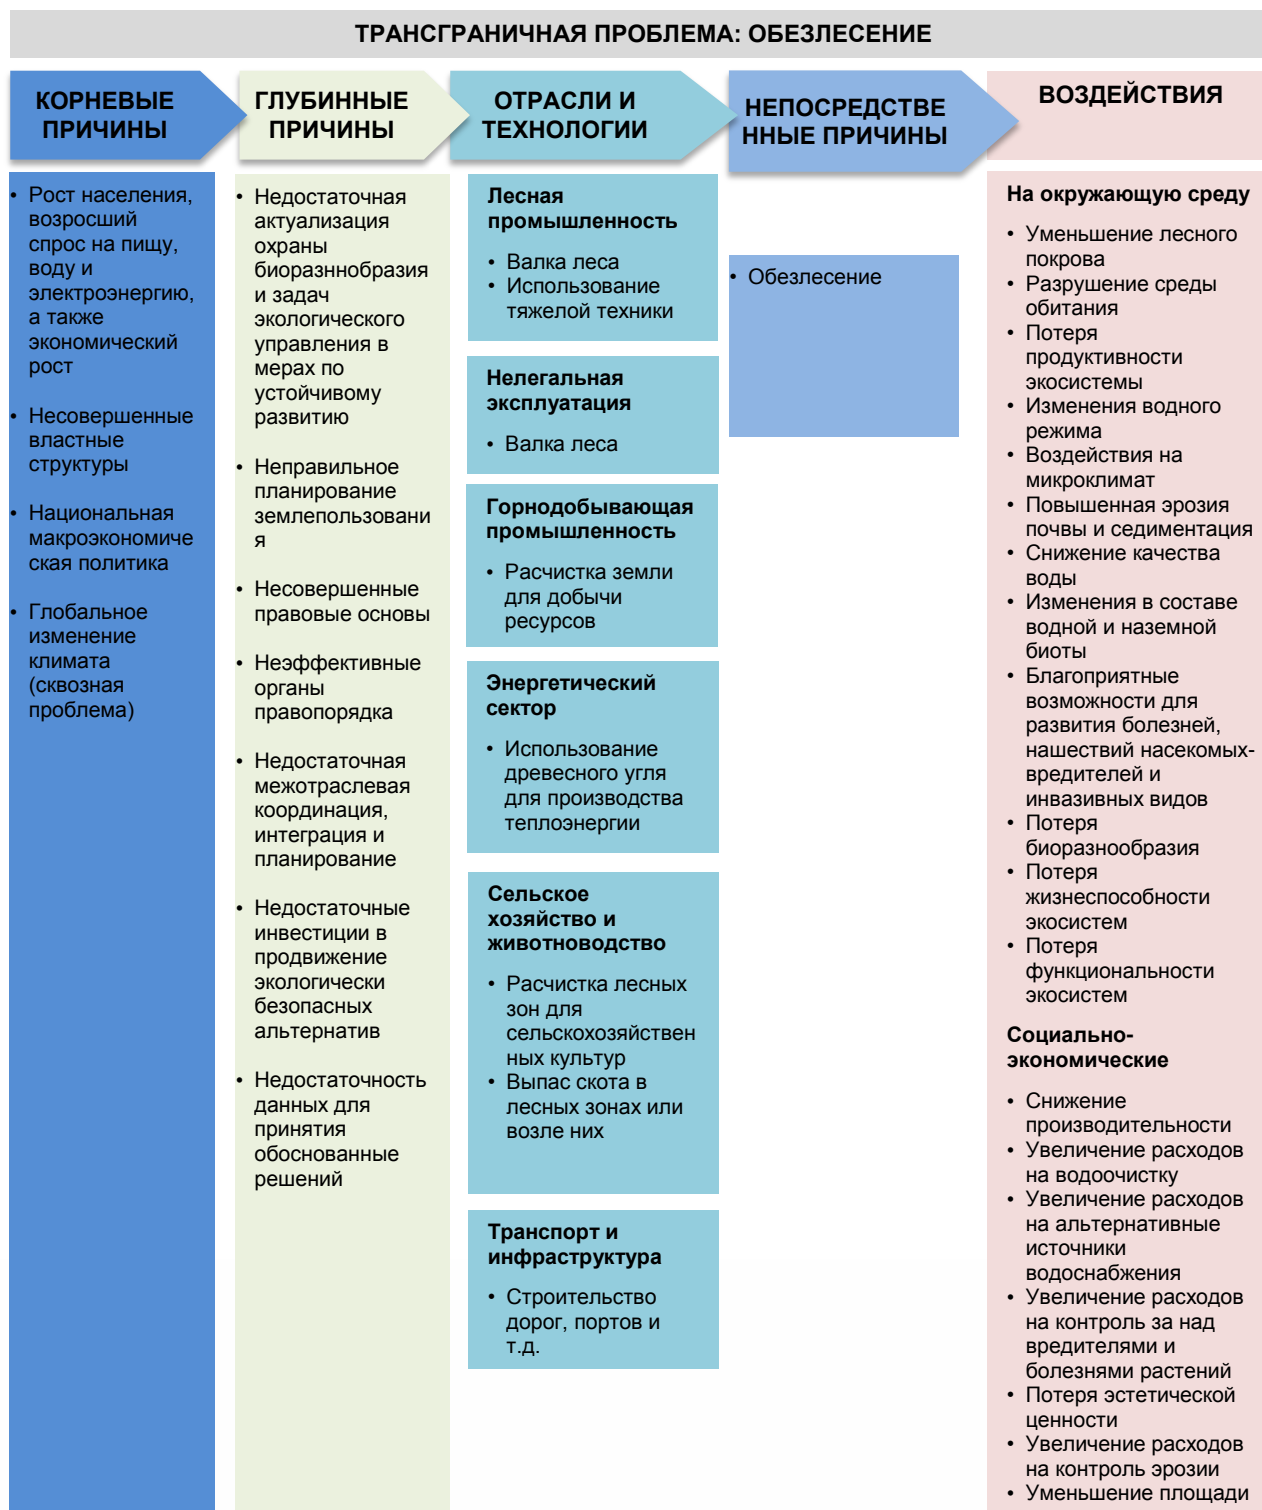 ТРАНСГРАНИЧНАЯ ПРОБЛЕМА: ОБЕЗЛЕСЕНИЕ
КОРНЕВЫЕ
ПРИЧИНЫ
ГЛУБИННЫЕ
ПРИЧИНЫ
ОТРАСЛИ И
ТЕХНОЛОГИИ
НЕПОСРЕДСТВЕ
ННЫЕ ПРИЧИНЫ
ВОЗДЕЙСТВИЯ
• Рост населения,
возросший
спрос на пищу,
воду и
электроэнергию,
а также
экономический
рост
• Несовершенные
властные
структуры
• Национальная
макроэкономиче
ская политика
• Глобальное
изменение
климата
(сквозная
проблема)
• Недостаточная
актуализация
охраны
биоразннобразия
и задач
экологического
управления в
мерах по
устойчивому
развитию
• Неправильное
планирование
землепользовани
я
• Несовершенные
правовые основы
• Неэффективные
органы
правопорядка
• Недостаточная
межотраслевая
координация,
интеграция и
планирование
• Недостаточные
инвестиции в
продвижение
экологически
безопасных
альтернатив
• Недостаточность
данных для
принятия
обоснованные
решений
Лесная
промышленность
• Валка леса
• Использование
тяжелой техники
Нелегальная
эксплуатация
• Валка леса
Горнодобывающая
промышленность
• Расчистка земли
для добычи
ресурсов
Энергетический
сектор
• Использование
древесного угля
для производства
теплоэнергии
Сельское
хозяйство и
животноводство
• Расчистка лесных
зон для
сельскохозяйствен
ных культур
• Выпас скота в
лесных зонах или
возле них
Транспорт и
инфраструктура
• Строительство
дорог, портов и
т.д.
• Обезлесение
На окружающую среду
• Уменьшение лесного
покрова
• Разрушение среды
обитания
• Потеря
продуктивности
экосистемы
• Изменения водного
режима
• Воздействия на
микроклимат
• Повышенная эрозия
почвы и седиментация
• Снижение качества
воды
• Изменения в составе
водной и наземной
биоты
• Благоприятные
возможности для
развития болезней,
нашествий насекомых-
вредителей и
инвазивных видов
• Потеря
биоразнообразия
• Потеря
жизнеспособности
экосистем
• Потеря
функциональности
экосистем
Социально-
экономические
• Снижение
производительности
• Увеличение расходов
на водоочистку
• Увеличение расходов
на альтернативные
источники
водоснабжения
• Увеличение расходов
на контроль за над
вредителями и
болезнями растений
• Потеря эстетической
ценности
• Увеличение расходов
на контроль эрозии
• Уменьшение площади